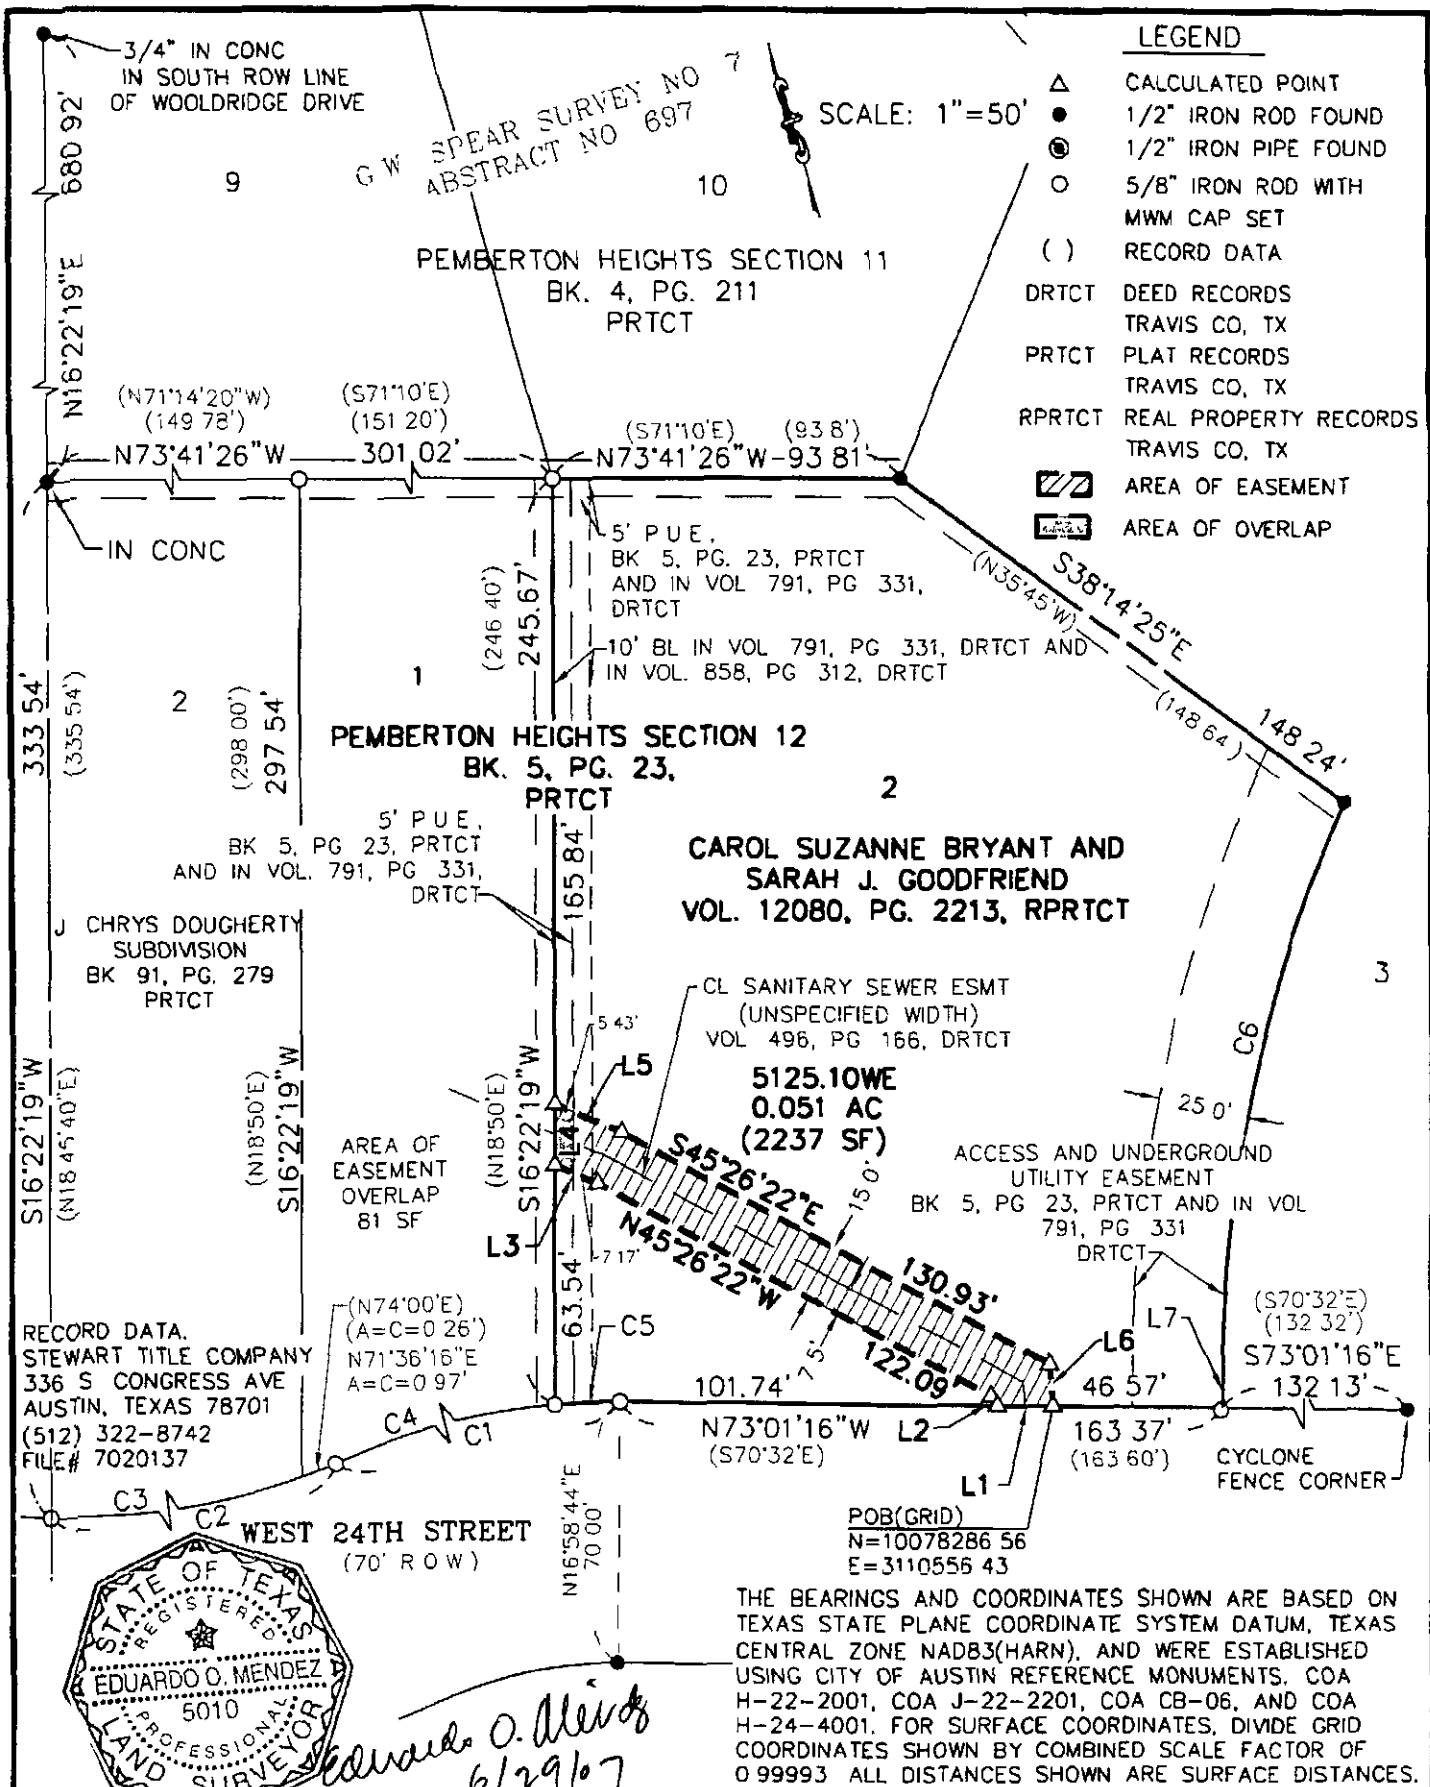 3/4" IN CONC
IN SOUTH ROW LINE
OF WOOLDRIDGE DRIVE
680 92'
N16°22'19"E
9
G W SPEAR SURVEY NO 7
ABSTRACT NO 697
10
SCALE: 1"=50'
LEGEND
CALCULATED POINT
1/2" IRON ROD FOUND
1/2" IRON PIPE FOUND
5/8" IRON ROD WITH
MWM CAP SET
( ) RECORD DATA
DRTCT DEED RECORDS
TRAVIS CO, TX
PRTCT PLAT RECORDS
TRAVIS CO, TX
RPRTCT REAL PROPERTY RECORDS
TRAVIS CO, TX
AREA OF EASEMENT
AREA OF OVERLAP
PEMBERTON HEIGHTS SECTION 11
BK. 4, PG. 211
PRTCT
(N71°14'20"W)
(149 78')
(S71°10'E)
(151 20')
N73°41'26"W 301 02'
(S71°10'E) (93 8')
N73°41'26"W-93 81'
IN CONC
5' P U E,
BK 5, PG. 23, PRTCT
AND IN VOL 791, PG 331,
DRTCT
(246 40')
245.67'
10' BL IN VOL 791, PG 331, DRTCT AND
IN VOL. 858, PG 312, DRTCT
S38°14'25"E
(N35°45'W)
(148 64')
148 24'
333 54'
(335 54')
2
(298 00')
297 54'
1
PEMBERTON HEIGHTS SECTION 12
BK. 5, PG. 23,
PRTCT
2
5' P U E,
BK 5, PG 23, PRTCT
AND IN VOL. 791, PG 331,
DRTCT
165 84'
CAROL SUZANNE BRYANT AND
SARAH J. GOODFRIEND
VOL. 12080, PG. 2213, RPRTCT
J CHRYS DOUGHERTY
SUBDIVISION
BK 91, PG. 279
PRTCT
3
CL SANITARY SEWER ESMT
(UNSPECIFIED WIDTH)
VOL 496, PG 166, DRTCT
5 43'
L5
5125.10WE
0.051 AC
(2237 SF)
C6
25 0'
S16°22'19"W
(N18 45'40"E)
(N18°50'E)
S16°22'19"W
(N18°50'E)
S16°22'19"W
AREA OF
EASEMENT
OVERLAP
81 SF
L4
L3
S45°26'22"E
15 0'
130.93'
N45°26'22"W
122.09'
7 17'
7.5'
ACCESS AND UNDERGROUND
UTILITY EASEMENT
BK 5, PG 23, PRTCT AND IN VOL
791, PG 331
DRTCT
63.54'
C5
L6
L7
(S70°32'E)
(132 32')
S73°01'16"E
132 13'
RECORD DATA.
STEWART TITLE COMPANY
336 S CONGRESS AVE
AUSTIN, TEXAS 78701
(512) 322-8742
FILE# 7020137
(N74°00'E)
(A=C=0 26')
N71°36'16"E
A=C=0 97'
C4
C1
101.74'
N73°01'16"W
(S70°32'E)
L2
L1
46 57'
163 37'
(163 60')
CYCLONE
FENCE CORNER
C3
C2
WEST 24TH STREET
(70' R O W)
N16°58'44"E
70 00'
POB(GRID)
N=10078286 56
E=3110556 43
STATE OF TEXAS
REGISTERED
EDUARDO O. MENDEZ
5010
PROFESSIONAL
LAND SURVEYOR
Eduardo O. Mendez
6/29/07
THE BEARINGS AND COORDINATES SHOWN ARE BASED ON
TEXAS STATE PLANE COORDINATE SYSTEM DATUM, TEXAS
CENTRAL ZONE NAD83(HARN), AND WERE ESTABLISHED
USING CITY OF AUSTIN REFERENCE MONUMENTS, COA
H-22-2001, COA J-22-2201, COA CB-06, AND COA
H-24-4001. FOR SURFACE COORDINATES, DIVIDE GRID
COORDINATES SHOWN BY COMBINED SCALE FACTOR OF
0 99993 ALL DISTANCES SHOWN ARE SURFACE DISTANCES.